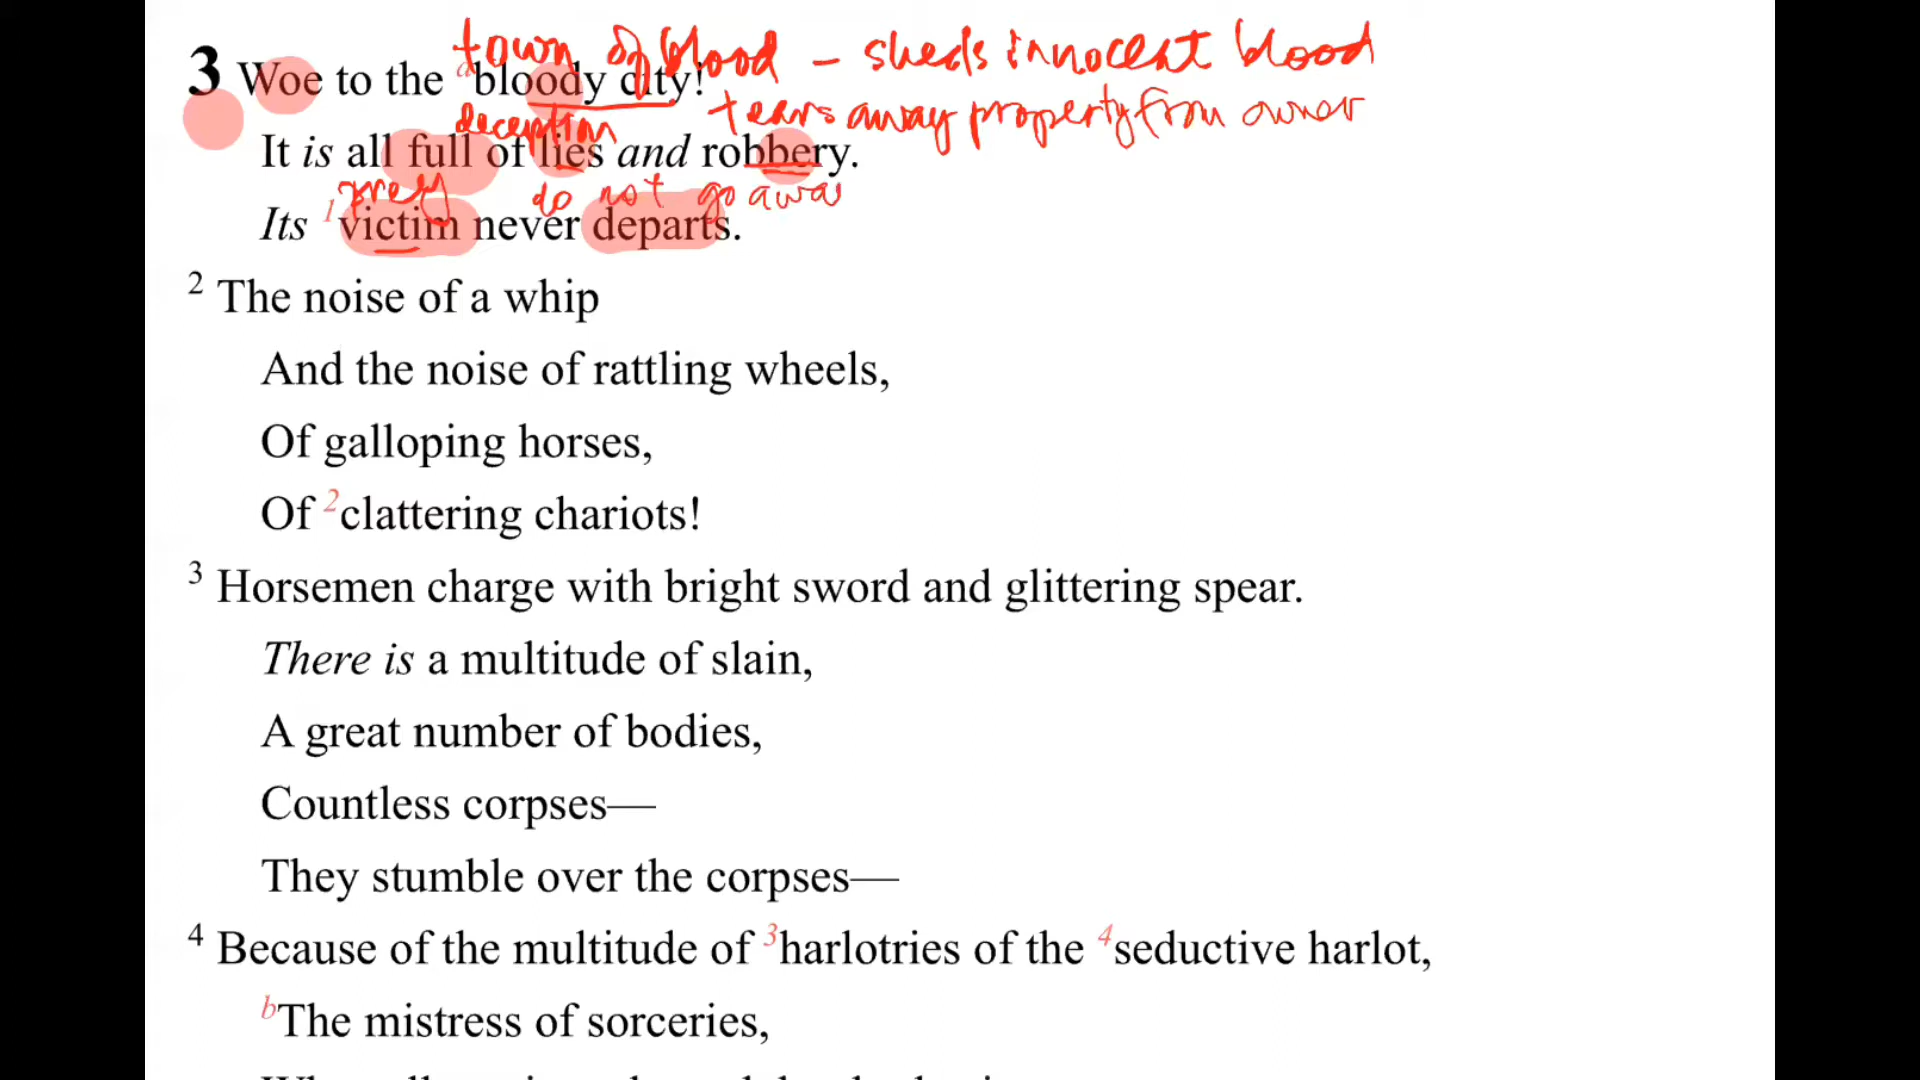 town of blood - sheds innocent blood
3 Woe to the a bloody city!
deception tears away property from owner
It is all full of lies and robbery.
prey do not go away
Its 1 victim never departs.
2 The noise of a whip
And the noise of rattling wheels,
Of galloping horses,
Of 2 clattering chariots!
3 Horsemen charge with bright sword and glittering spear.
There is a multitude of slain,
A great number of bodies,
Countless corpses—
They stumble over the corpses—
4 Because of the multitude of 3 harlotries of the 4 seductive harlot,
b The mistress of sorceries,